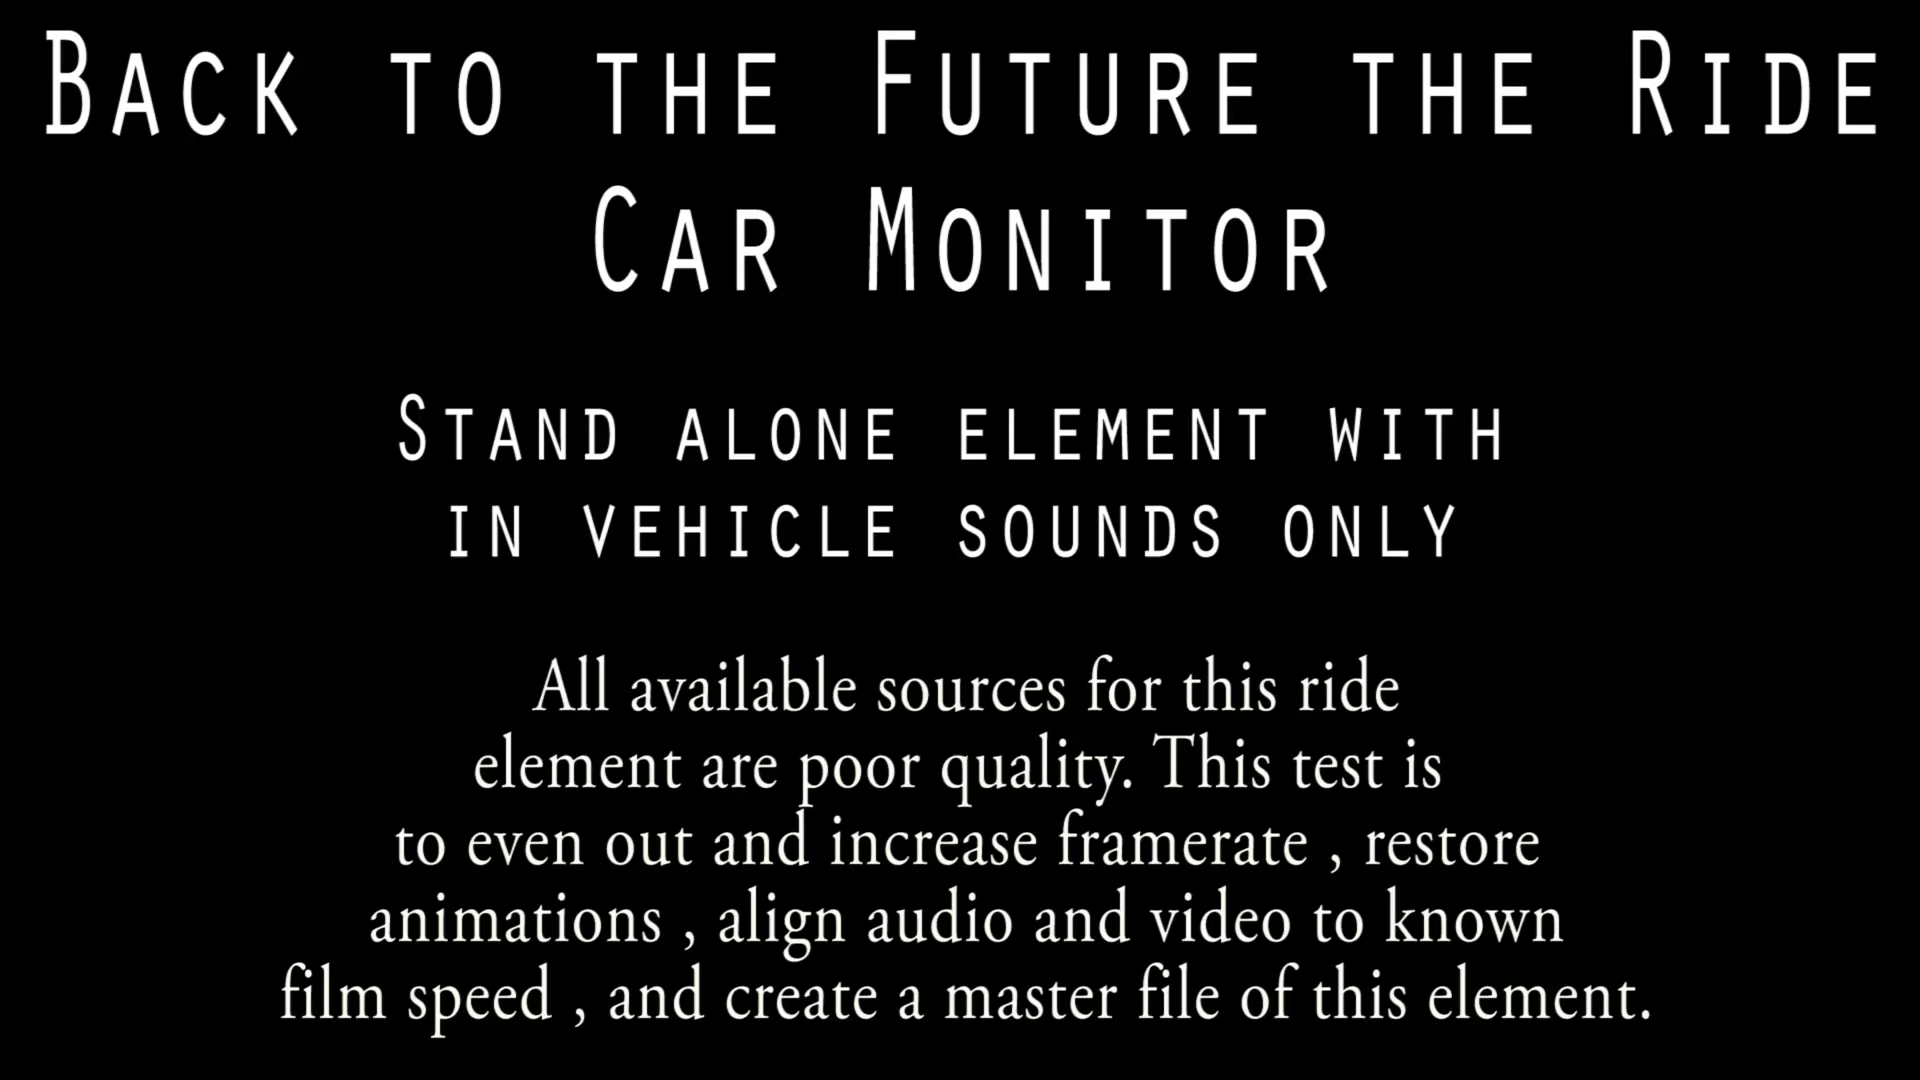 Back to the Future the Ride
Car Monitor
Stand alone element with
in vehicle sounds only
All available sources for this ride
element are poor quality. This test is
to even out and increase framerate , restore
animations , align audio and video to known
film speed , and create a master file of this element.